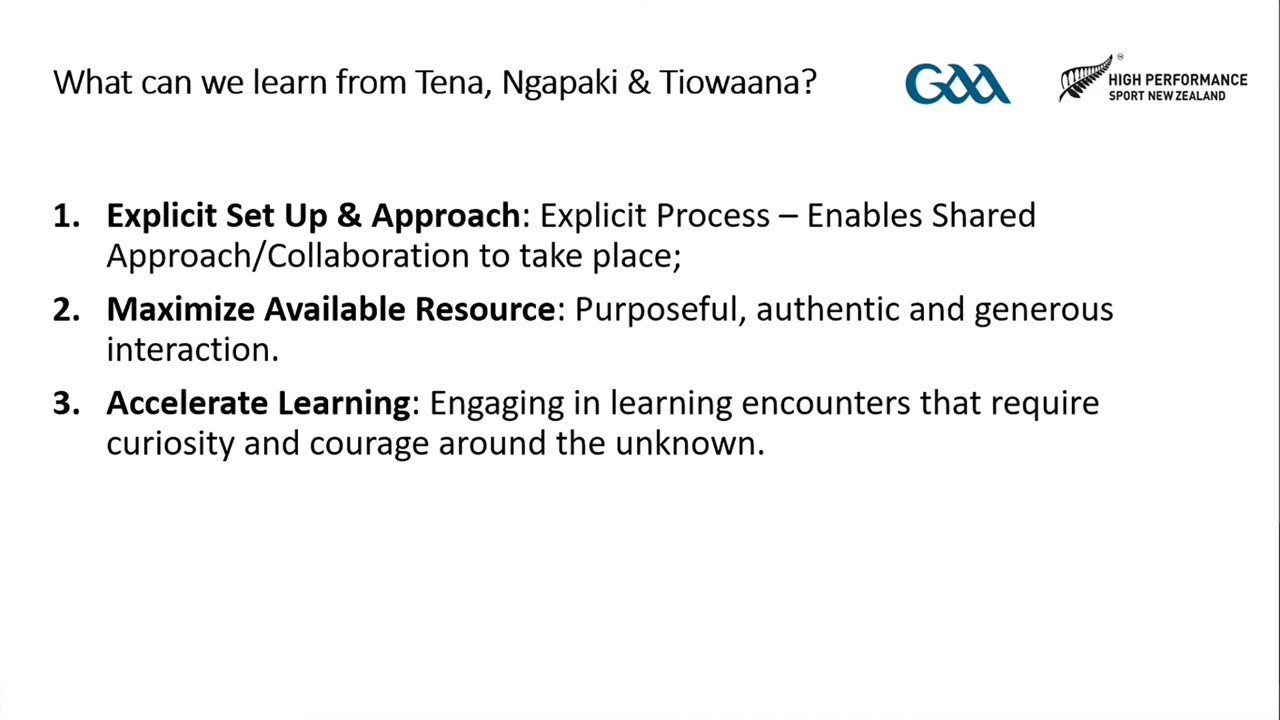 What can we learn from Tena, Ngapaki & Tiowaana?
GAA
HIGH PERFORMANCE
SPORT NEW ZEALAND
1. Explicit Set Up & Approach: Explicit Process – Enables Shared
Approach/Collaboration to take place;
2. Maximize Available Resource: Purposeful, authentic and generous
interaction.
3. Accelerate Learning: Engaging in learning encounters that require
curiosity and courage around the unknown.